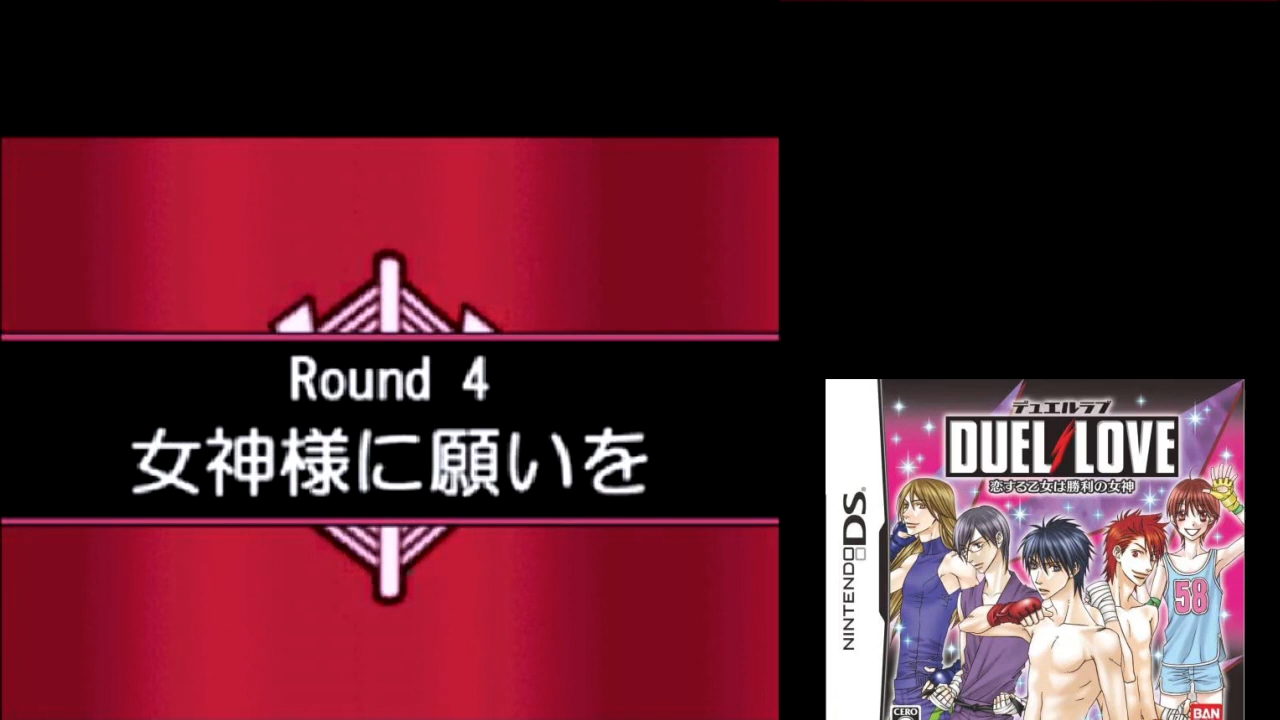 Round 4
女神様に願いを
デュエルラブ
DUEL LOVE
恋する乙女は勝利の女神
NINTENDO DS
58
CERO
BAN